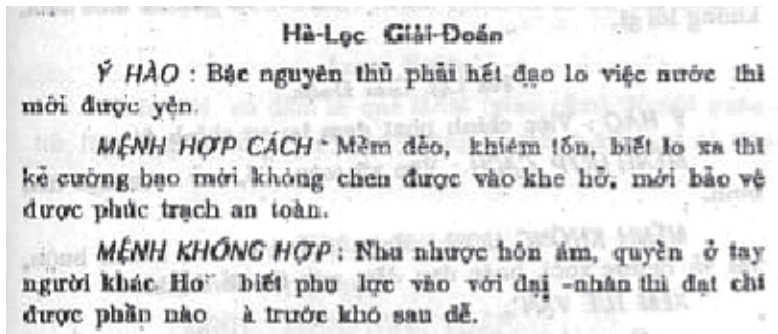 Hà-Lạc Giải-Đoán
Ý HÀO : Bậc nguyên thủ phải hết đạo lo việc nước thì
mới được yên.
MỆNH HỢP CÁCH : Mềm dẻo, khiêm tốn, biết lo xa thì
kẻ cường bạo mới không chen được vào khe hở, mới bảo vệ
được phúc trạch an toàn.
MỆNH KHÔNG HỢP : Nhu nhược hôn ám, quyền ở tay
người khác Ho biết phụ lực vào với đại -nhân thì đạt chí
được phần nào à trước khó sau dễ.